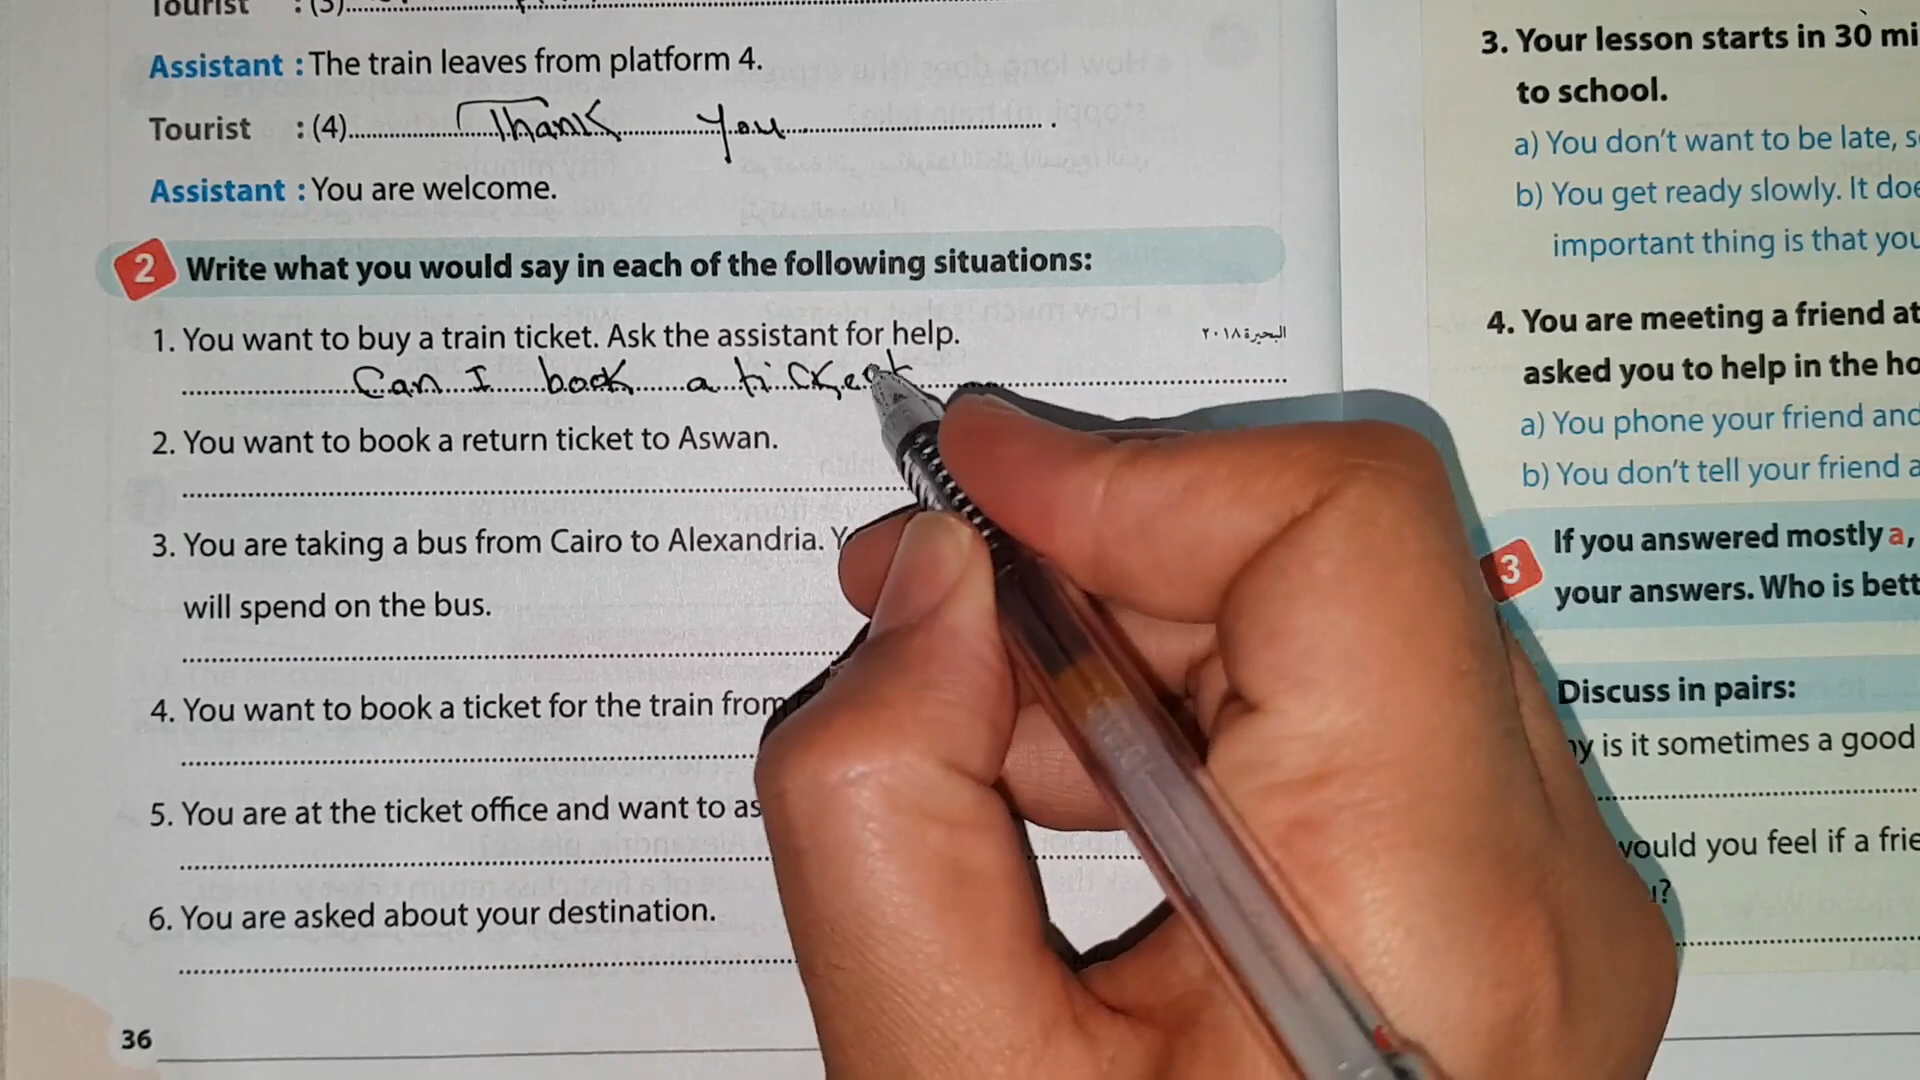 Tourist : (3)
Assistant : The train leaves from platform 4.
Tourist : (4) Thank you .
Assistant : You are welcome.
2 Write what you would say in each of the following situations:
1. You want to buy a train ticket. Ask the assistant for help. البحيرة ٢٠١٨
Can I book a tickeet
2. You want to book a return ticket to Aswan.
3. You are taking a bus from Cairo to Alexandria.
will spend on the bus.
4. You want to book a ticket for the train from
5. You are at the ticket office and want to as
6. You are asked about your destination.
36
3. Your lesson starts in 30 mi
to school.
a) You don't want to be late, s
b) You get ready slowly. It doe
important thing is that you
4. You are meeting a friend at
asked you to help in the ho
a) You phone your friend and
b) You don't tell your friend a
3 If you answered mostly a,
your answers. Who is bett
Discuss in pairs:
hy is it sometimes a good
would you feel if a frie